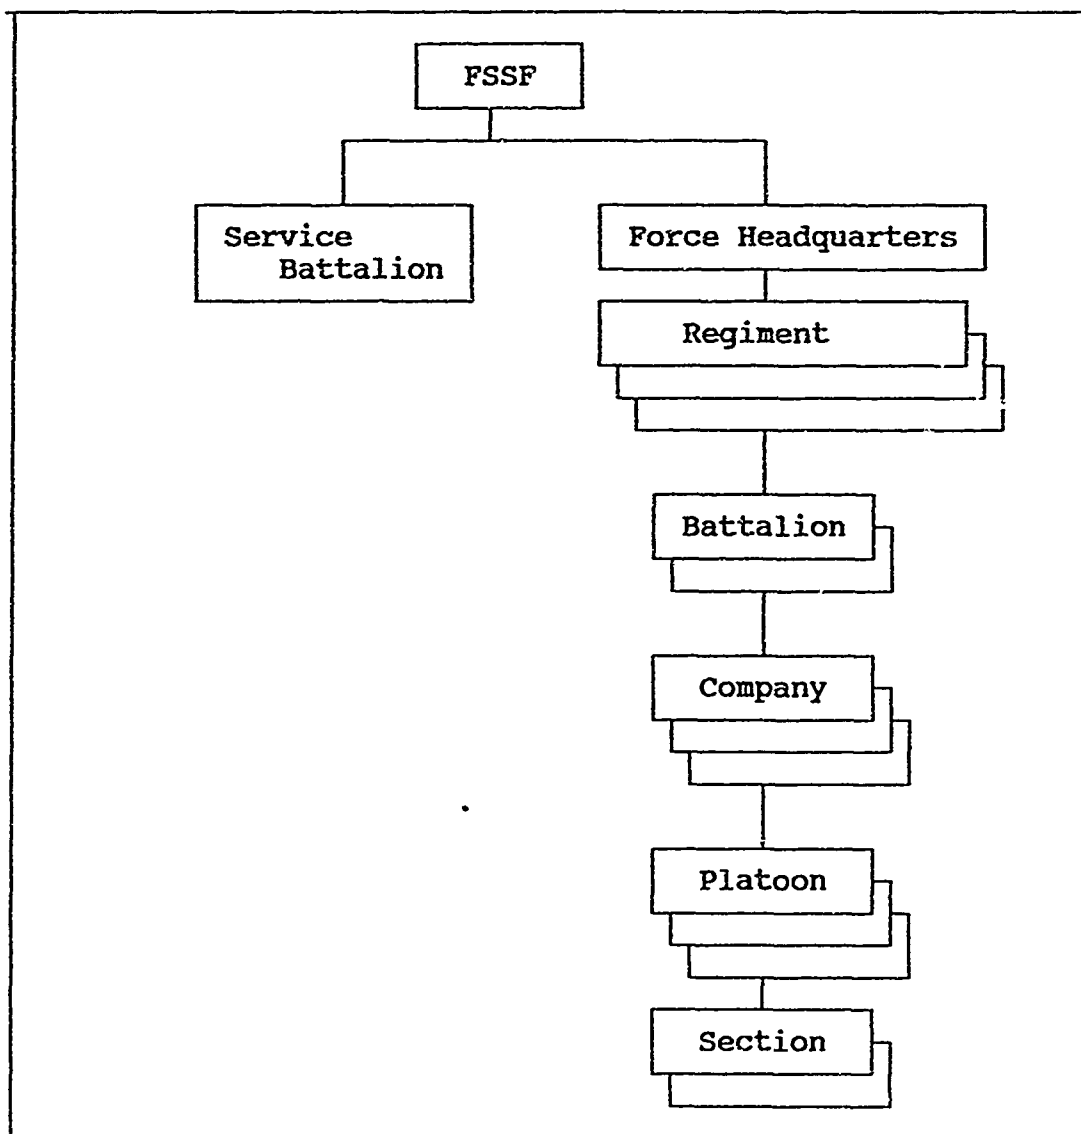 FSSF
Service
Battalion
Force Headquarters
Regiment
Battalion
Company
Platoon
Section